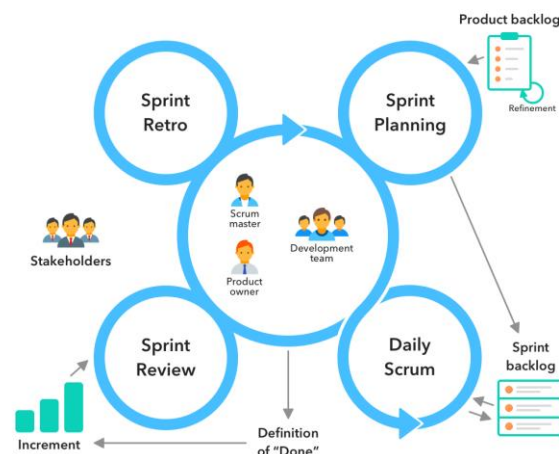 Product backlog
Refinement
Sprint
Retro
Sprint
Planning
Scrum
master
Development
team
Product
owner
Stakeholders
Sprint
Review
Daily
Scrum
Sprint
backlog
Increment
Definition
of "Done"